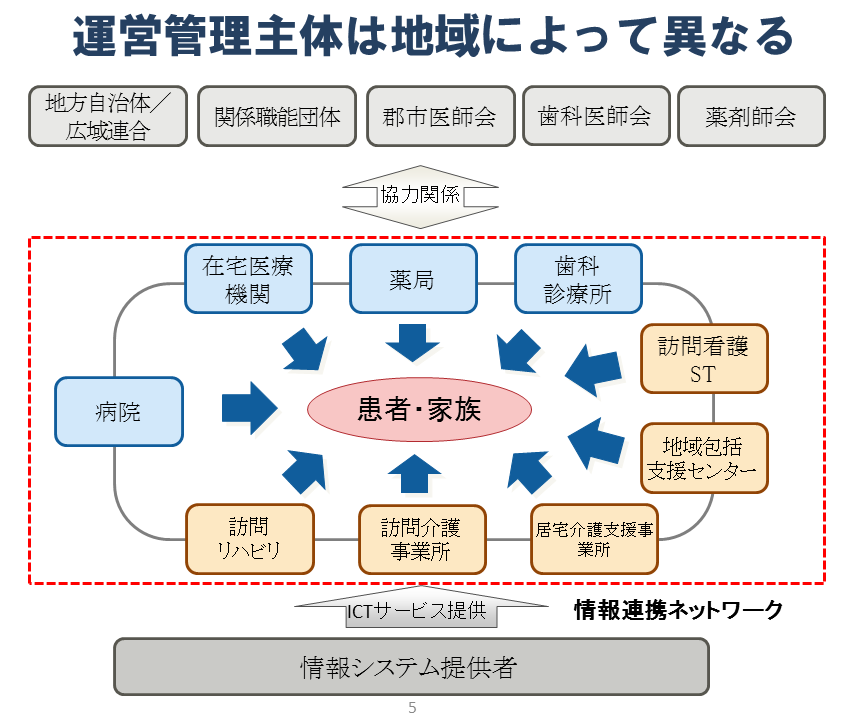 運営管理主体は地域によって異なる
地方自治体／
広域連合
関係職能団体
郡市医師会
歯科医師会
薬剤師会
協力関係
在宅医療
機関
薬局
歯科
診療所
訪問看護
ST
病院
患者・家族
地域包括
支援センター
訪問
リハビリ
訪問介護
事業所
居宅介護支援事
業所
ICTサービス提供
情報連携ネットワーク
情報システム提供者
5